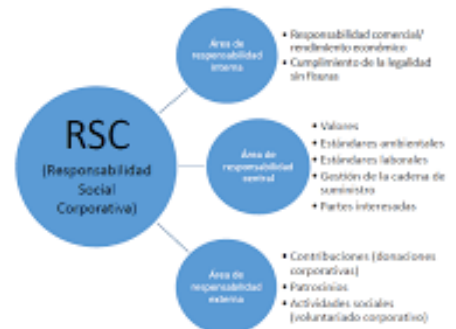 RSC
(Responsabilidad
Social
Corporativa)
Área de
responsabilidad
interna
• Responsabilidad comercial/
rendimiento económico
• Cumplimiento de la legalidad
sin fisuras
Área de
responsabilidad
central
• Valores
• Estándares ambientales
• Estándares laborales
• Gestión de la cadena de
suministro
• Partes interesadas
Área de
responsabilidad
externa
• Contribuciones (donaciones
corporativas)
• Patrocinios
• Actividades sociales
(voluntariado corporativo)